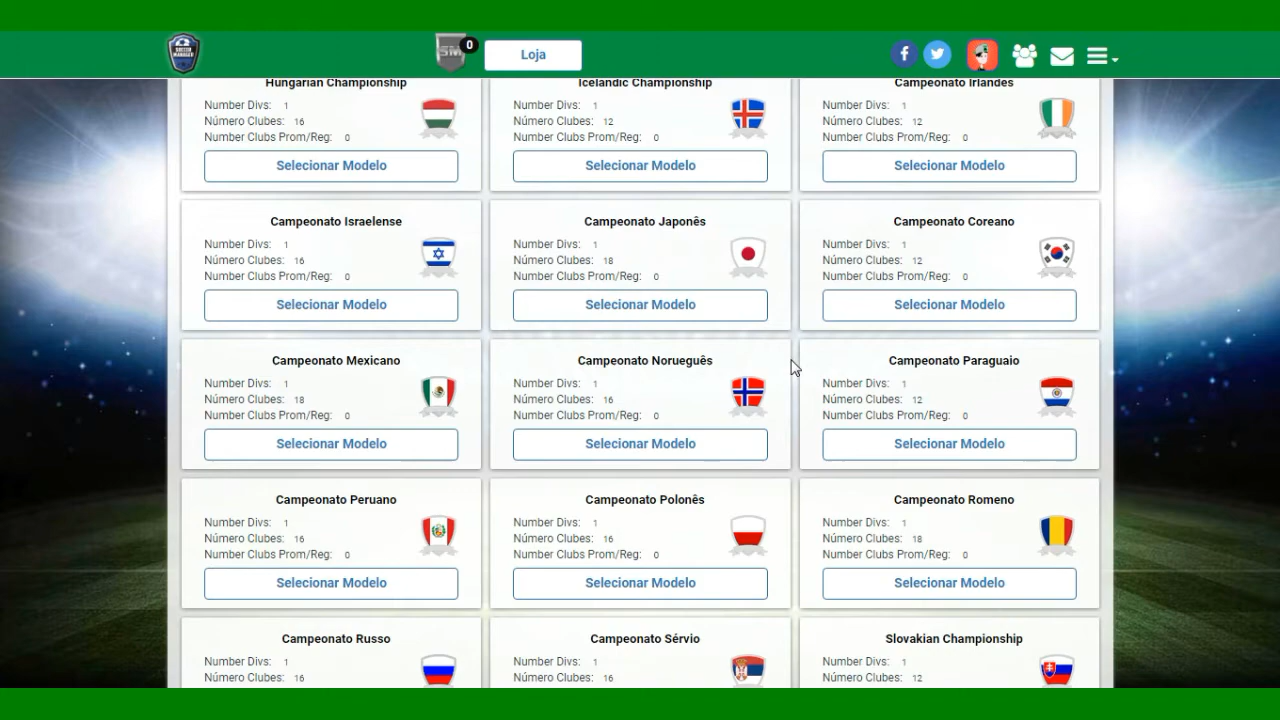 SOCCER MANAGER
SM
0
Loja
Hungarian Championship
Number Divs: 1
Número Clubes: 16
Number Clubs Prom/Reg: 0
Selecionar Modelo
Icelandic Championship
Number Divs: 1
Número Clubes: 12
Number Clubs Prom/Reg: 0
Selecionar Modelo
Campeonato Irlandês
Number Divs: 1
Número Clubes: 12
Number Clubs Prom/Reg: 0
Selecionar Modelo
Campeonato Israelense
Number Divs: 1
Número Clubes: 16
Number Clubs Prom/Reg: 0
Selecionar Modelo
Campeonato Japonês
Number Divs: 1
Número Clubes: 18
Number Clubs Prom/Reg: 0
Selecionar Modelo
Campeonato Coreano
Number Divs: 1
Número Clubes: 12
Number Clubs Prom/Reg: 0
Selecionar Modelo
Campeonato Mexicano
Number Divs: 1
Número Clubes: 18
Number Clubs Prom/Reg: 0
Selecionar Modelo
Campeonato Norueguês
Number Divs: 1
Número Clubes: 16
Number Clubs Prom/Reg: 0
Selecionar Modelo
Campeonato Paraguaio
Number Divs: 1
Número Clubes: 12
Number Clubs Prom/Reg: 0
Selecionar Modelo
Campeonato Peruano
Number Divs: 1
Número Clubes: 16
Number Clubs Prom/Reg: 0
Selecionar Modelo
Campeonato Polonês
Number Divs: 1
Número Clubes: 16
Number Clubs Prom/Reg: 0
Selecionar Modelo
Campeonato Romeno
Number Divs: 1
Número Clubes: 18
Number Clubs Prom/Reg: 0
Selecionar Modelo
Campeonato Russo
Number Divs: 1
Número Clubes: 16
Campeonato Sérvio
Number Divs: 1
Número Clubes: 16
Slovakian Championship
Number Divs: 1
Número Clubes: 12